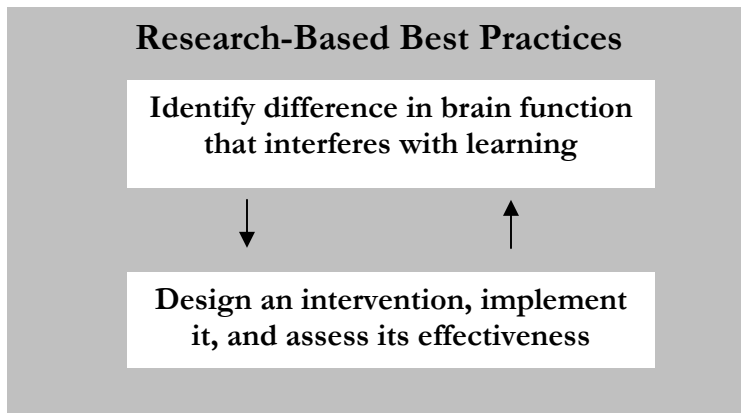 Research-Based Best Practices
Identify difference in brain function
that interferes with learning
Design an intervention, implement
it, and assess its effectiveness